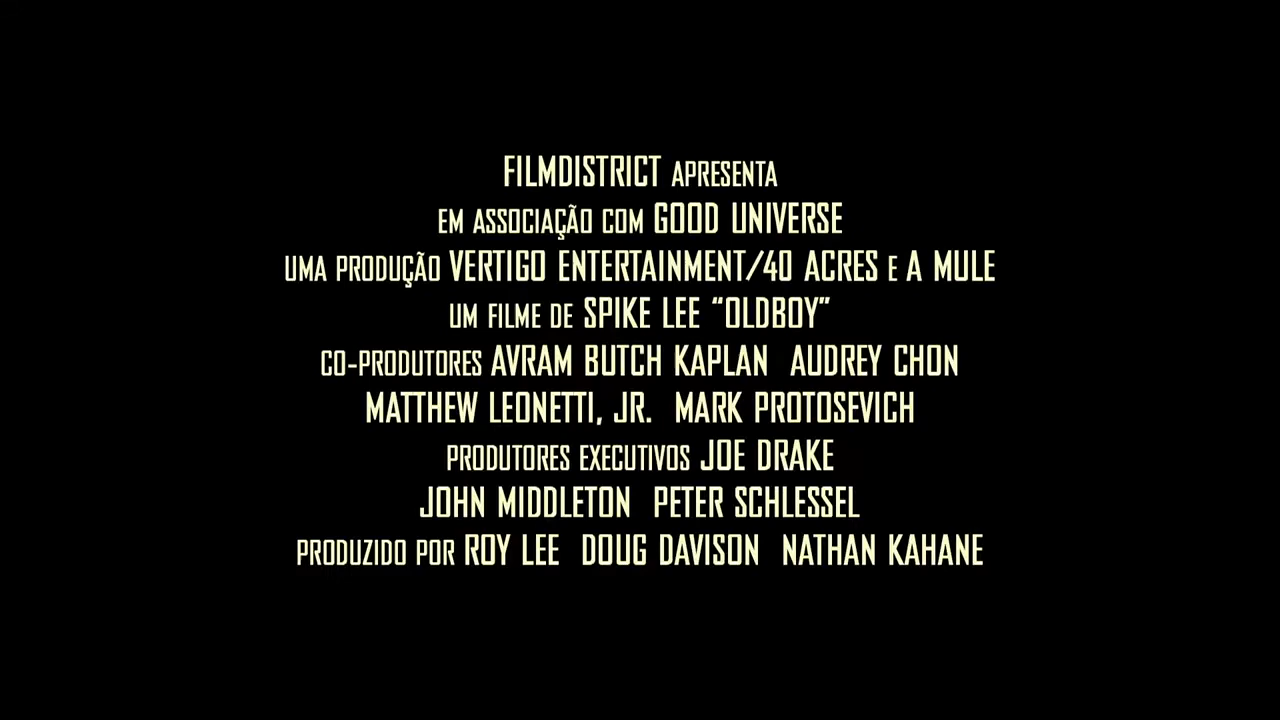 FILMDISTRICT APRESENTA
EM ASSOCIAÇÃO COM GOOD UNIVERSE
UMA PRODUÇÃO VERTIGO ENTERTAINMENT/40 ACRES E A MULE
UM FILME DE SPIKE LEE “OLDBOY”
CO-PRODUTORES AVRAM BUTCH KAPLAN AUDREY CHON
MATTHEW LEONETTI, JR. MARK PROTOSEVICH
PRODUTORES EXECUTIVOS JOE DRAKE
JOHN MIDDLETON PETER SCHLESSEL
PRODUZIDO POR ROY LEE DOUG DAVISON NATHAN KAHANE